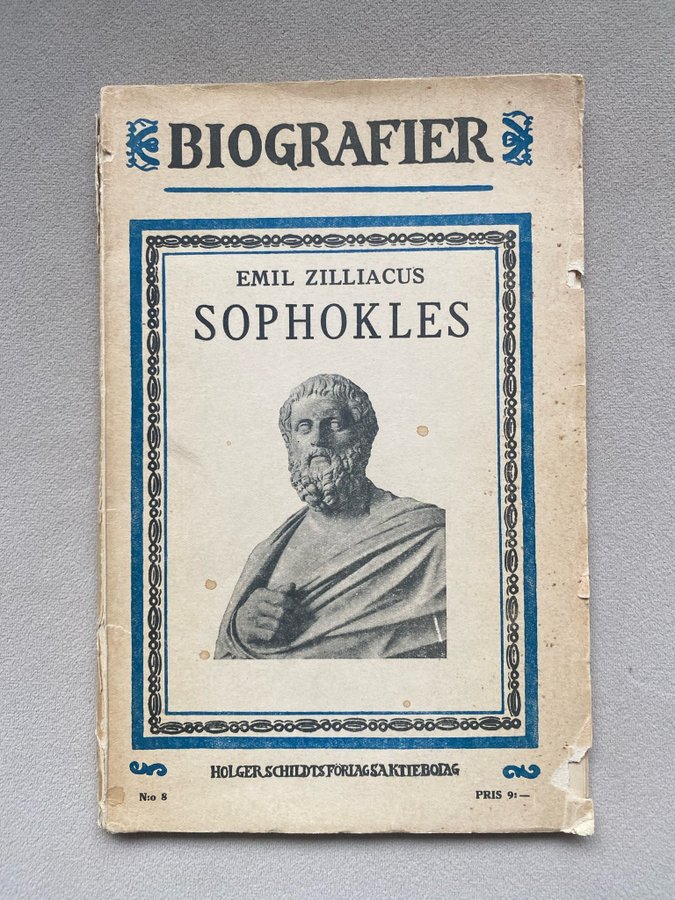 BIOGRAFIER
EMIL ZILLIACUS
SOPHOKLES
HOLGER SCHILDTS FÖRLAGSAKTIEBOLAG
N:o 8
PRIS 9:—